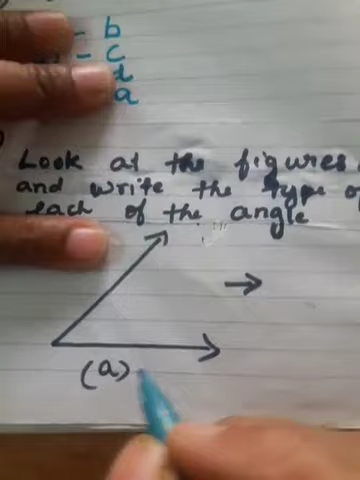 - b
- c
d
a
Look at the figures
and write the type of
each of the angle
(a)